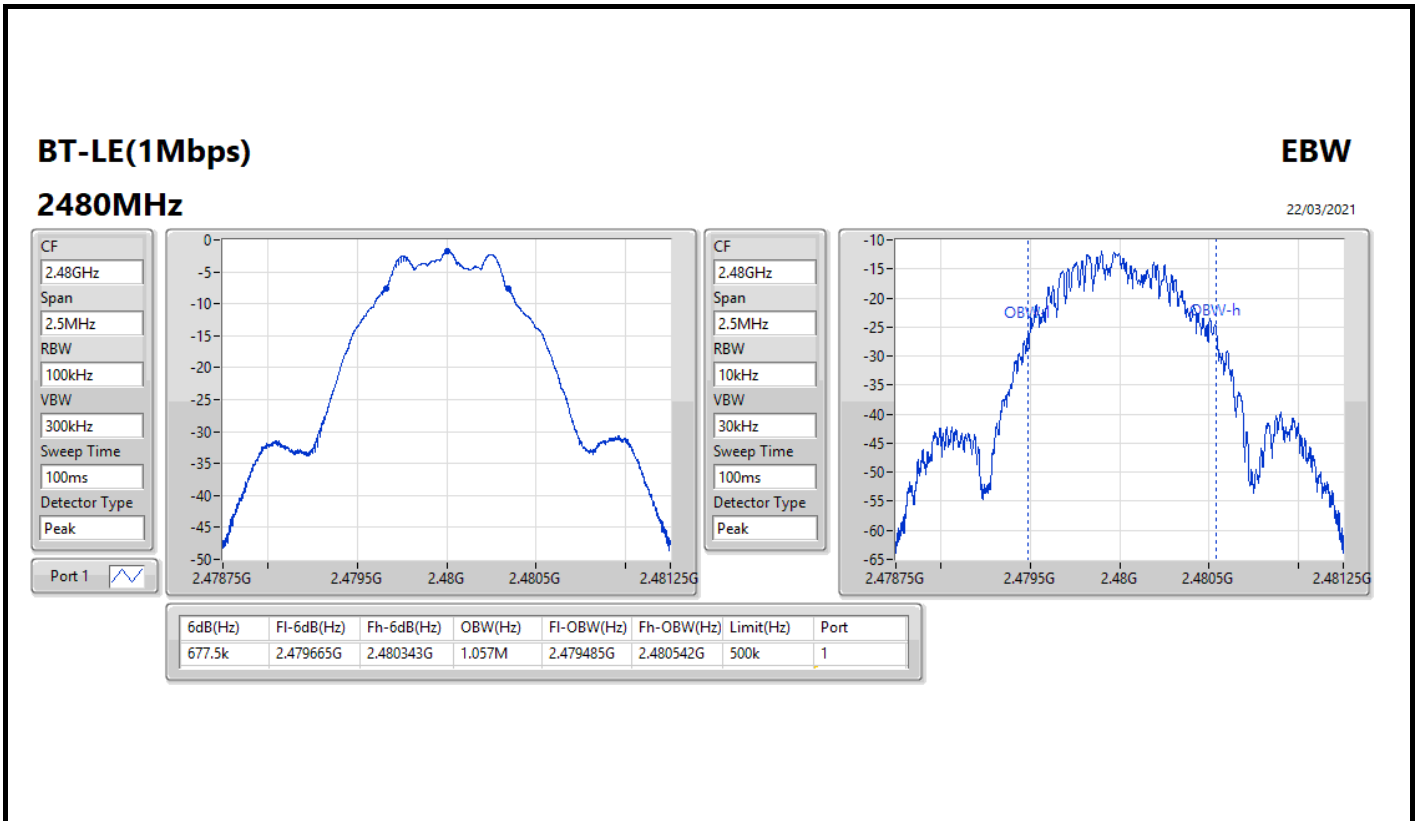 BT-LE(1Mbps)
EBW
2480MHz
22/03/2021
CF
2.48GHz
Span
2.5MHz
RBW
100kHz
VBW
300kHz
Sweep Time
100ms
Detector Type
Peak
Port 1
0
-5
-10
-15
-20
-25
-30
-35
-40
-45
-50
2.47875G 2.4795G 2.48G 2.4805G 2.48125G
CF
2.48GHz
Span
2.5MHz
RBW
10kHz
VBW
30kHz
Sweep Time
100ms
Detector Type
Peak
-10
-15
-20
-25
-30
-35
-40
-45
-50
-55
-60
-65
OBW-h
2.47875G 2.4795G 2.48G 2.4805G 2.48125G
6dB(Hz) Fl-6dB(Hz) Fh-6dB(Hz) OBW(Hz) Fl-OBW(Hz) Fh-OBW(Hz) Limit(Hz) Port
677.5k 2.479665G 2.480343G 1.057M 2.479485G 2.480542G 500k 1